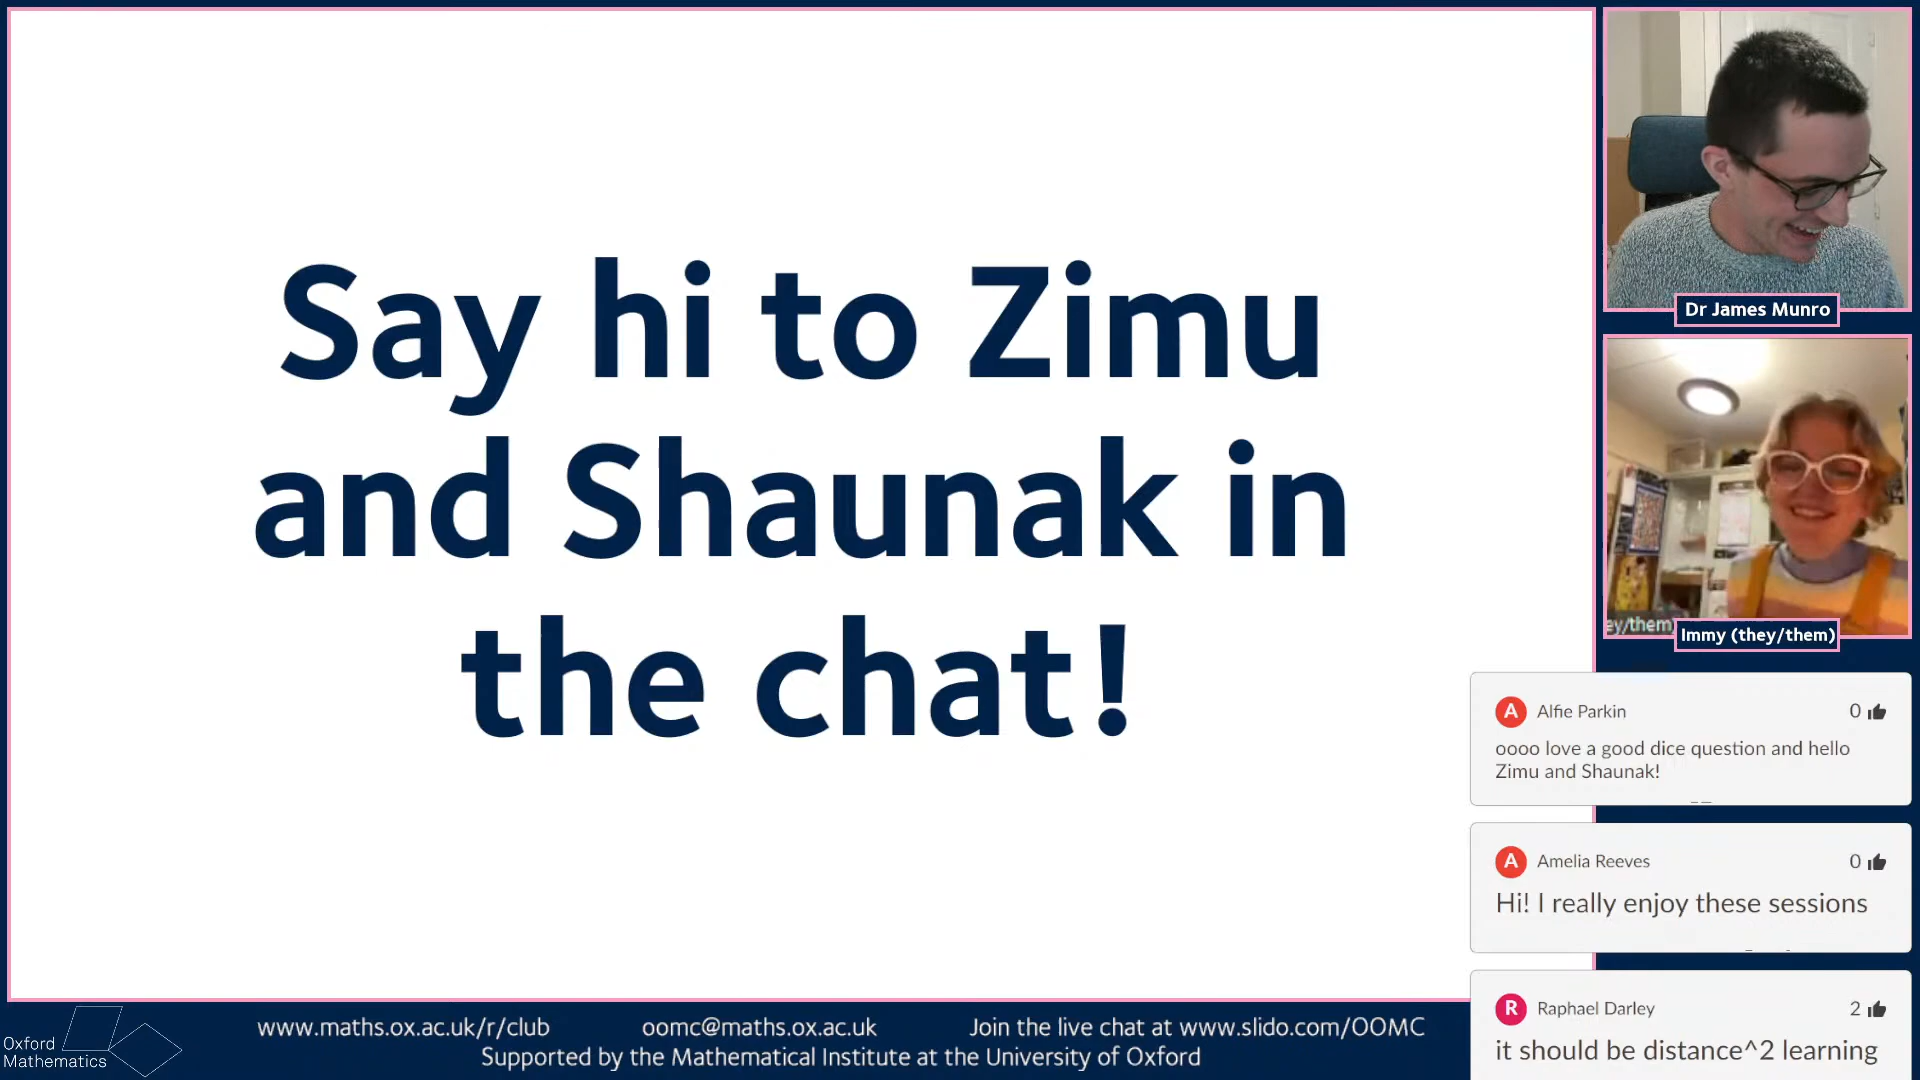 Say hi to Zimu
and Shaunak in
the chat!
Dr James Munro
ey/them)
Immy (they/them)
A Alfie Parkin 0
oooo love a good dice question and hello
Zimu and Shaunak!
A Amelia Reeves 0
Hi! I really enjoy these sessions
R Raphael Darley 2
it should be distance^2 learning
Oxford
Mathematics
www.maths.ox.ac.uk/r/club oomc@maths.ox.ac.uk Join the live chat at www.slido.com/OOMC
Supported by the Mathematical Institute at the University of Oxford